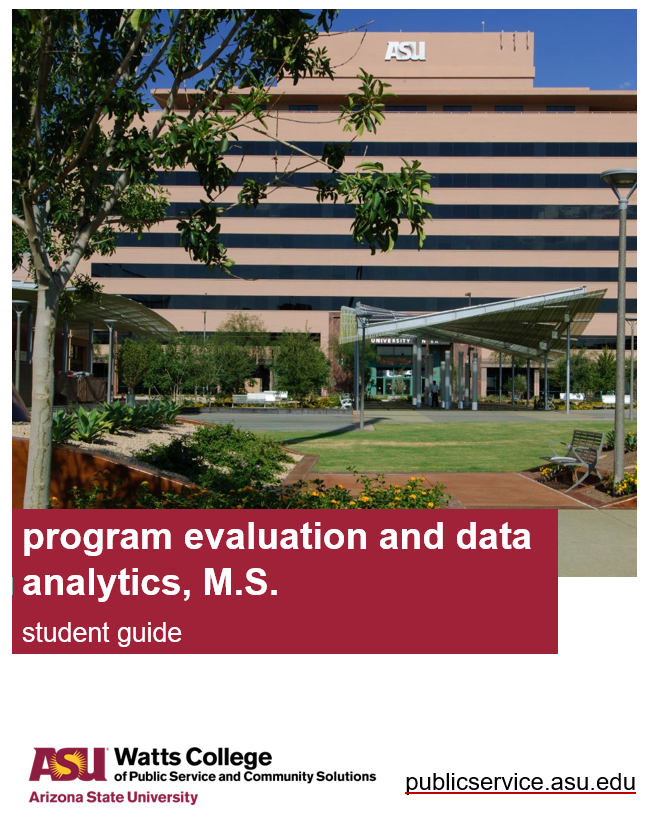 ASU
UNIVERSITY
program evaluation and data
analytics, M.S.
student guide
ASU Watts College
of Public Service and Community Solutions
Arizona State University
publicservice.asu.edu